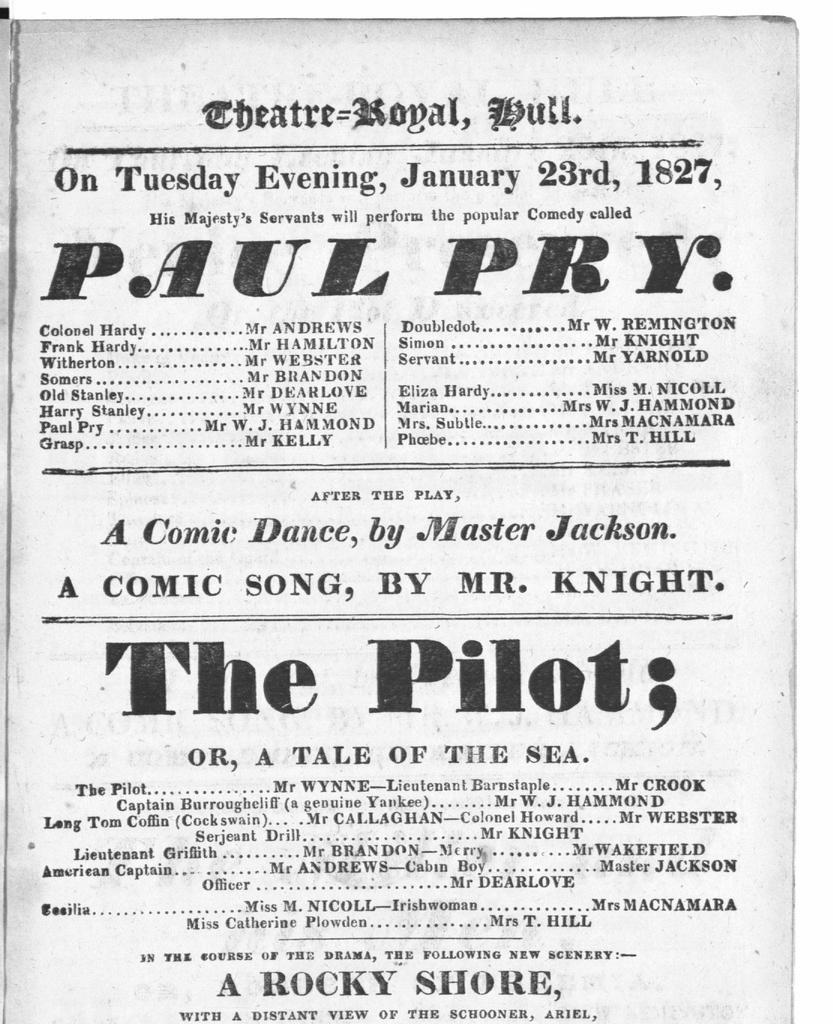 Theatre-Royal, Hull.
On Tuesday Evening, January 23rd, 1827,
His Majesty's Servants will perform the popular Comedy called
PAUL PRY.
Colonel Hardy ............Mr ANDREWS
Frank Hardy..............Mr HAMILTON
Witherton................Mr WEBSTER
Somers...................Mr BRANDON
Old Stanley..............Mr DEARLOVE
Harry Stanley............Mr WYNNE
Paul Pry ............Mr W. J. HAMMOND
Grasp....................Mr KELLY
Doubledot............Mr W. REMINGTON
Simon ..................Mr KNIGHT
Servant.................Mr YARNOLD
Eliza Hardy.............Miss M. NICOLL
Marian..............Mrs W. J. HAMMOND
Mrs. Subtle.............Mrs MACNAMARA
Phœbe.................Mrs T. HILL
AFTER THE PLAY,
A Comic Dance, by Master Jackson.
A COMIC SONG, BY MR. KNIGHT.
The Pilot;
OR, A TALE OF THE SEA.
The Pilot................Mr WYNNE—Lieutenant Barnstaple........Mr CROOK
Captain Burroughcliff (a genuine Yankee)........Mr W. J. HAMMOND
Long Tom Coffin (Cockswain).....Mr CALLAGHAN—Colonel Howard.....Mr WEBSTER
Serjeant Drill......................Mr KNIGHT
Lieutenant Griffith ..........Mr BRANDON—Merry............Mr WAKEFIELD
American Captain............Mr ANDREWS—Cabin Boy..............Master JACKSON
Officer ........................Mr DEARLOVE
Cecilia...................Miss M. NICOLL—Irishwoman..............Mrs MACNAMARA
Miss Catherine Plowden..............Mrs T. HILL
IN THE COURSE OF THE DRAMA, THE FOLLOWING NEW SCENERY:—
A ROCKY SHORE,
WITH A DISTANT VIEW OF THE SCHOONER, ARIEL,